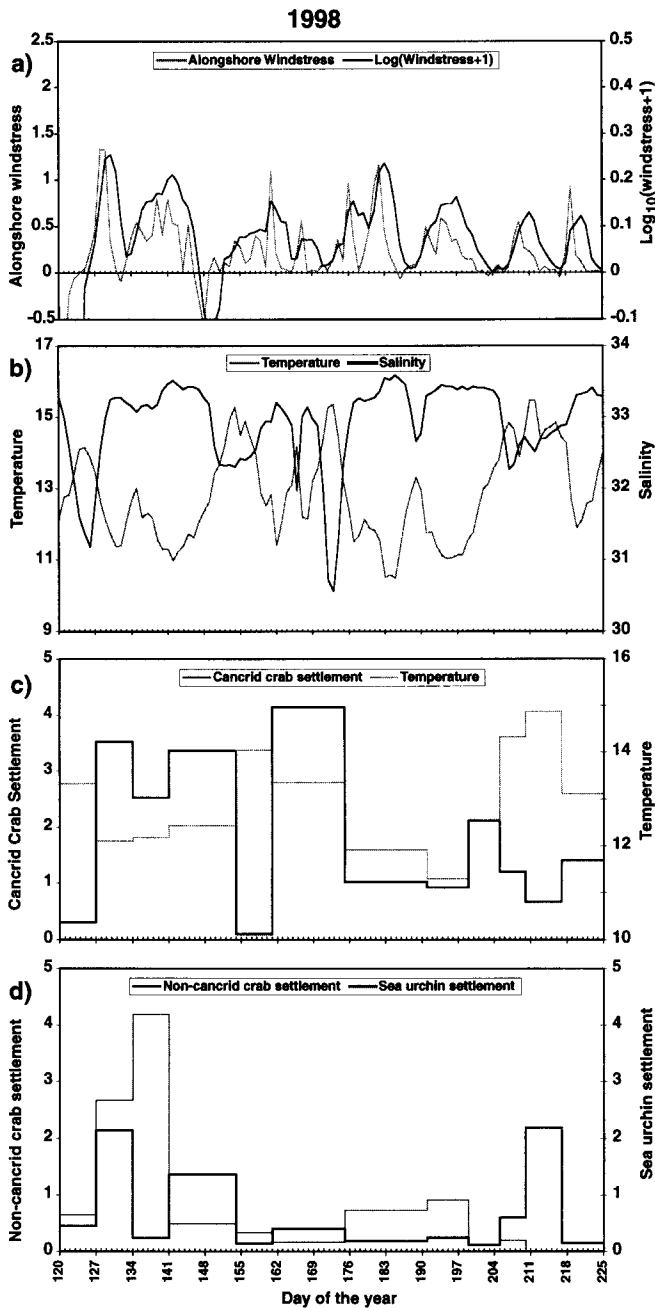 1998
a)
Alongshore Windstress Log(Windstress+1)
2.5
2
1.5
1
0.5
0
-0.5
Alongshore windstress
0.5
0.4
0.3
0.2
0.1
0
-0.1
Log10(windstress+1)
b)
Temperature Salinity
17
15
13
11
9
Temperature
34
33
32
31
30
Salinity
c)
Cancrid crab settlement Temperature
5
4
3
2
1
0
Cancrid Crab Settlement
16
14
12
10
Temperature
d)
Non-cancrid crab settlement Sea urchin settlement
5
4
3
2
1
0
Non-cancrid crab settlement
5
4
3
2
1
0
Sea urchin settlement
120 127 134 141 148 155 162 169 176 183 190 197 204 211 218 225
Day of the year